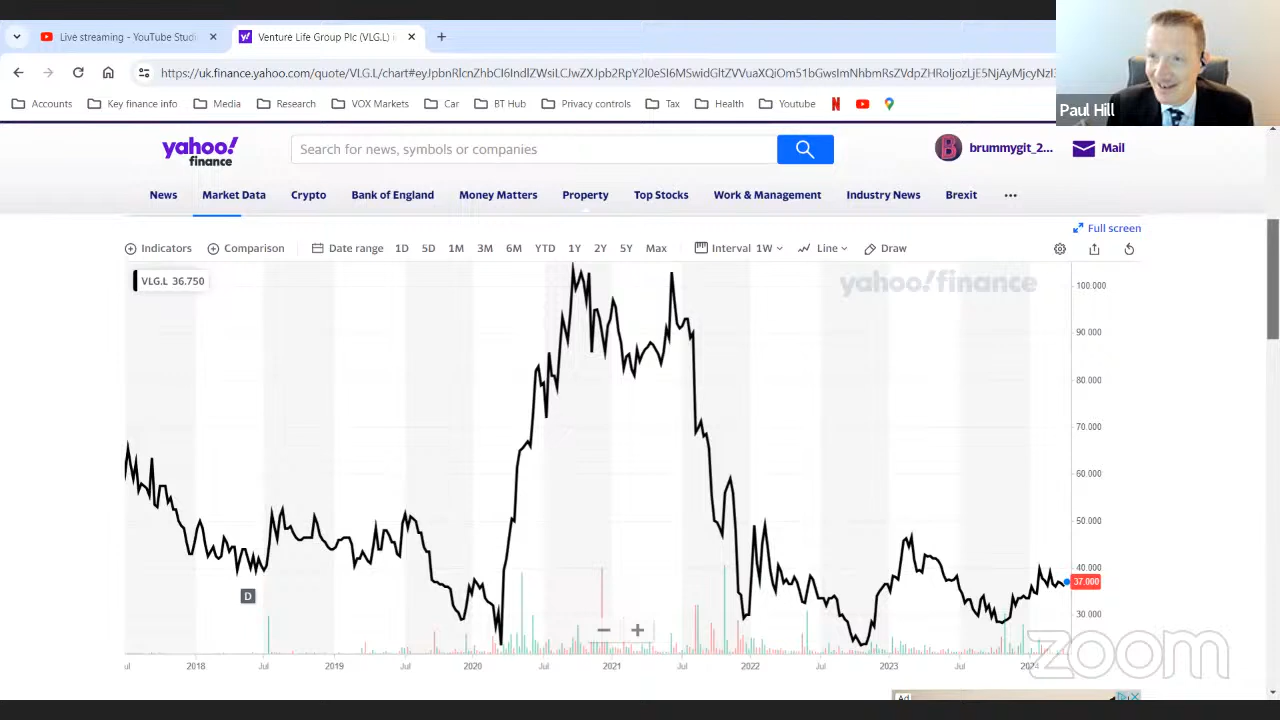 Live streaming - YouTube Studi
Venture Life Group Plc (VLG.L) i
https://uk.finance.yahoo.com/quote/VLG.L/chart#
Accounts Key finance info Media Research VOX Markets Car BT Hub Privacy controls Tax Health Youtube
Paul Hill
yahoo!
finance
Search for news, symbols or companies
brummygit_2...
Mail
News Market Data Crypto Bank of England Money Matters Property Top Stocks Work & Management Industry News Brexit ...
Full screen
Indicators Comparison Date range 1D 5D 1M 3M 6M YTD 1Y 2Y 5Y Max Interval 1W Line Draw
VLG.L 36.750
yahoo!finance
100.000
90.000
80.000
70.000
60.000
50.000
40.000
37.000
30.000
D
ul 2018 Jul 2019 Jul 2020 Jul 2021 Jul 2022 Jul 2023 Jul 2024
zoom
Ad